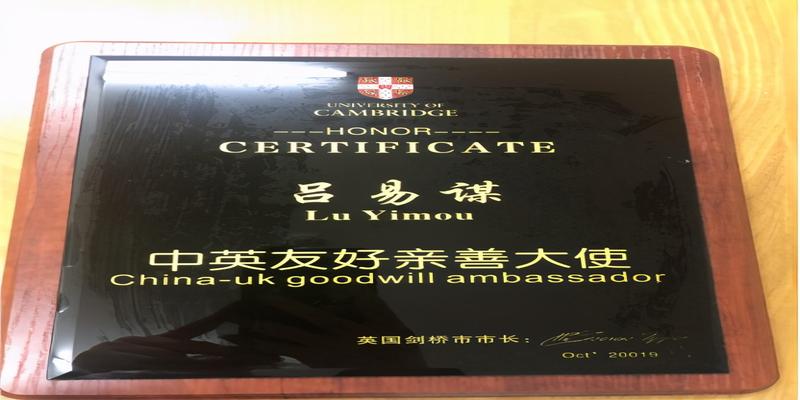 UNIVERSITY OF
CAMBRIDGE
---HONOR----
CERTIFICATE
吕易谋
Lu Yimou
中英友好亲善大使
China-uk goodwill ambassador
英国剑桥市市长：
Oct' 20019